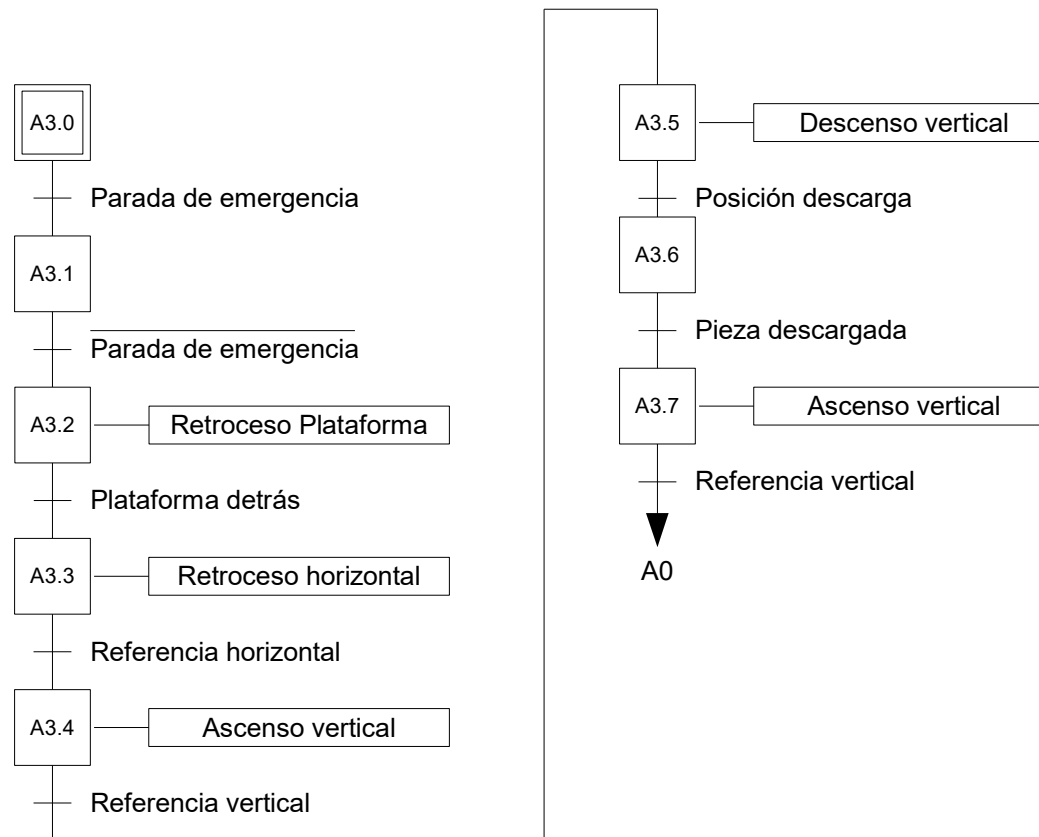 A3.0
Parada de emergencia
A3.1
Parada de emergencia
A3.2
Retroceso Plataforma
Plataforma detrás
A3.3
Retroceso horizontal
Referencia horizontal
A3.4
Ascenso vertical
Referencia vertical
A3.5
Descenso vertical
Posición descarga
A3.6
Pieza descargada
A3.7
Ascenso vertical
Referencia vertical
A0